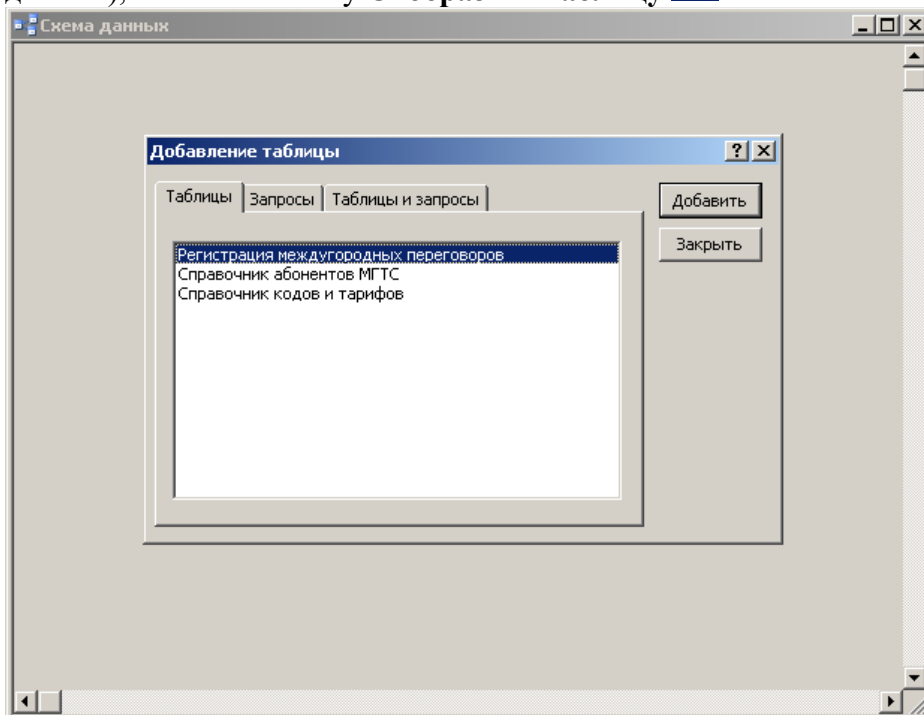 Схема данных
Добавление таблицы
Таблицы Запросы Таблицы и запросы
Добавить
Закрыть
Регистрация междугородных переговоров
Справочник абонентов МГТС
Справочник кодов и тарифов